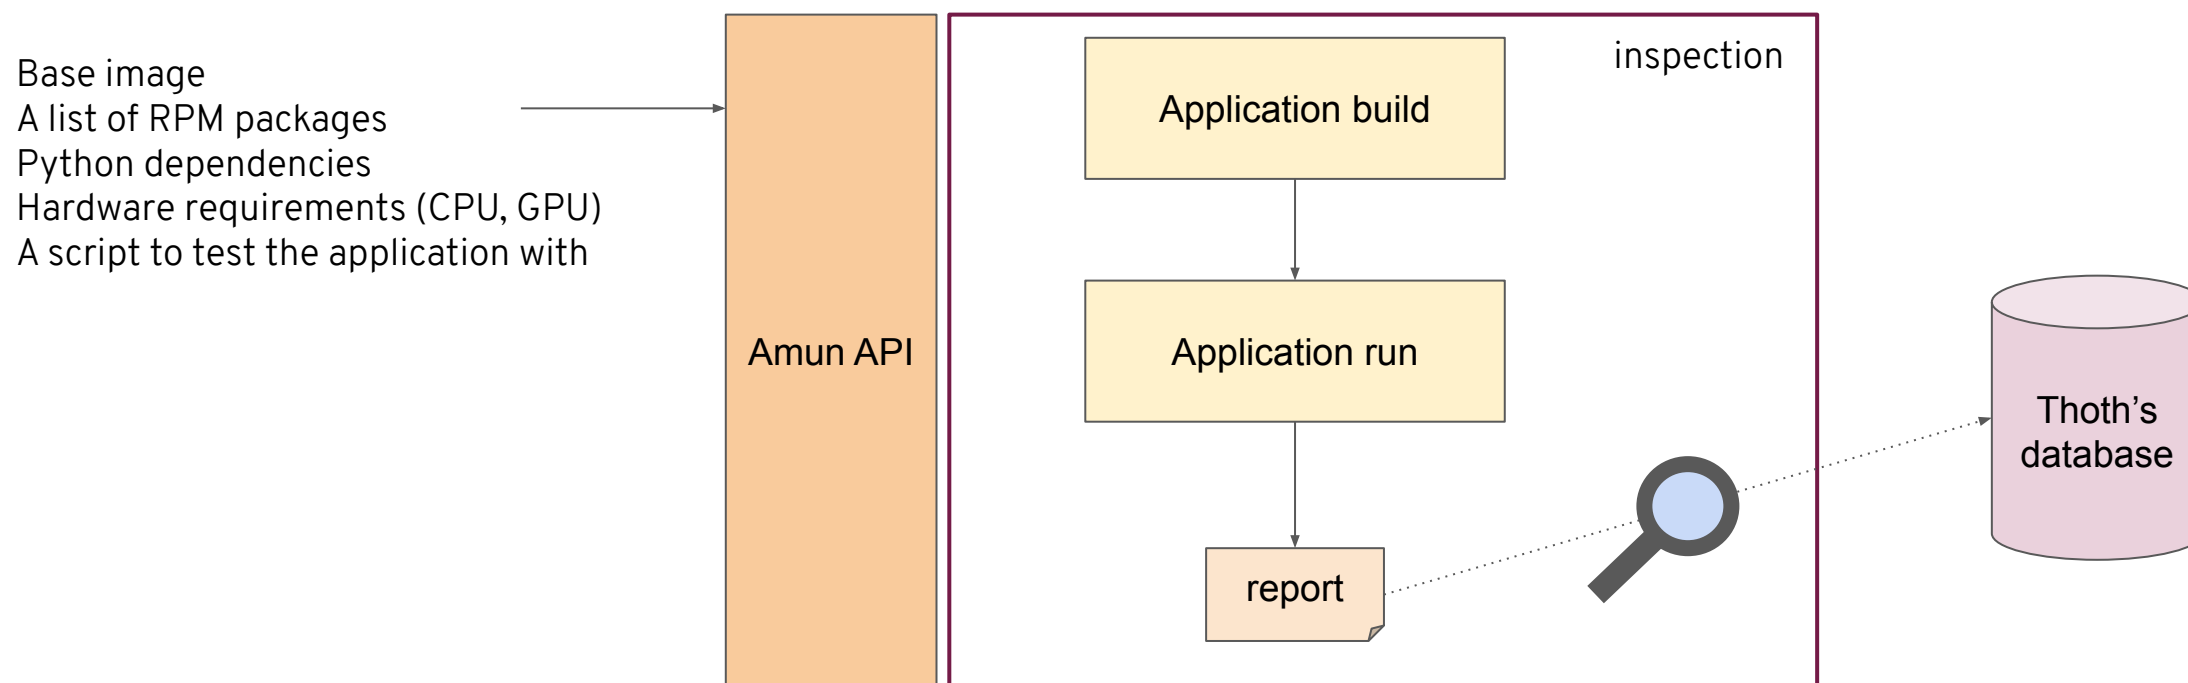 Base image
A list of RPM packages
Python dependencies
Hardware requirements (CPU, GPU)
A script to test the application with
Amun API
inspection
Application build
Application run
report
Thoth’s
database